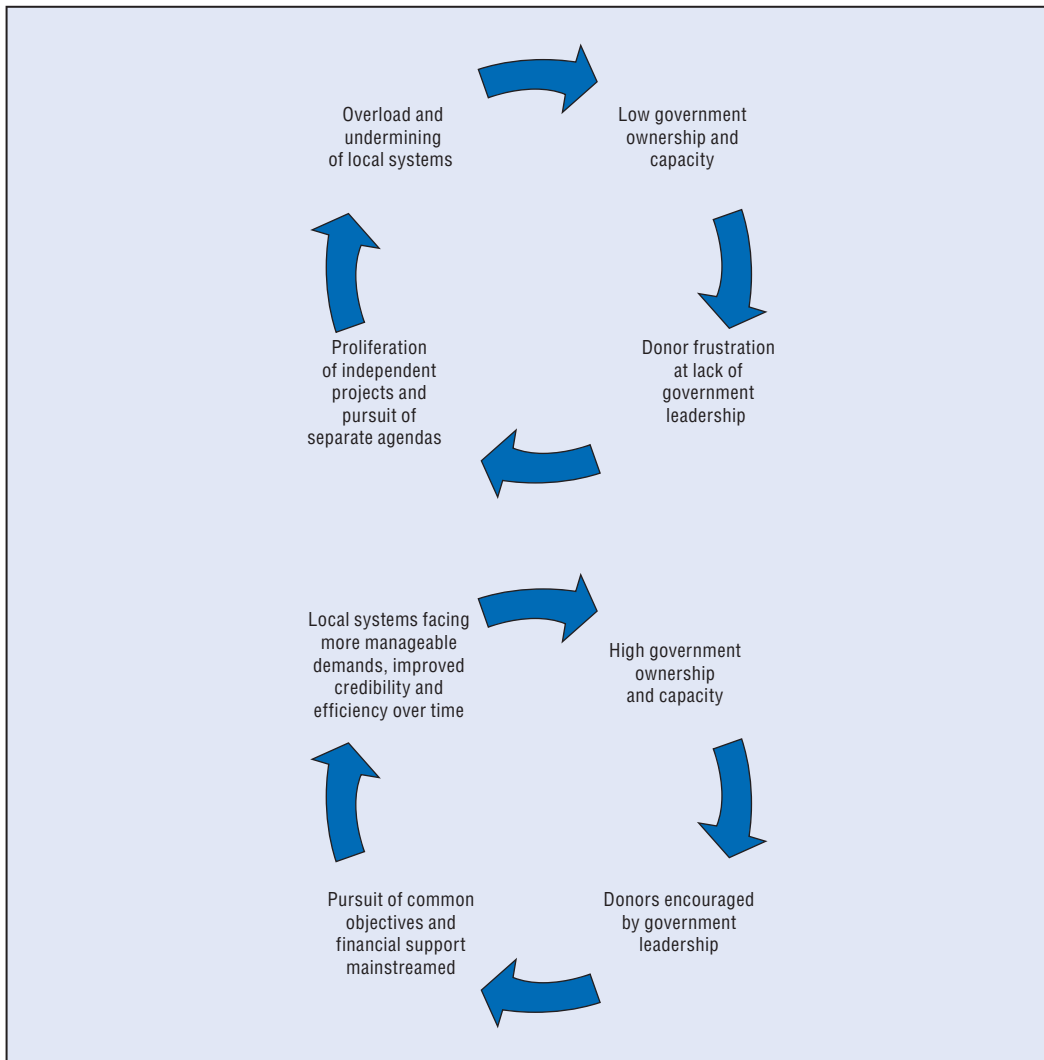 Overload and
undermining
of local systems
Low government
ownership and
capacity
Proliferation
of independent
projects and
pursuit of
separate agendas
Donor frustration
at lack of
government
leadership
Local systems facing
more manageable
demands, improved
credibility and
efficiency over time
High government
ownership
and capacity
Pursuit of common
objectives and
financial support
mainstreamed
Donors encouraged
by government
leadership